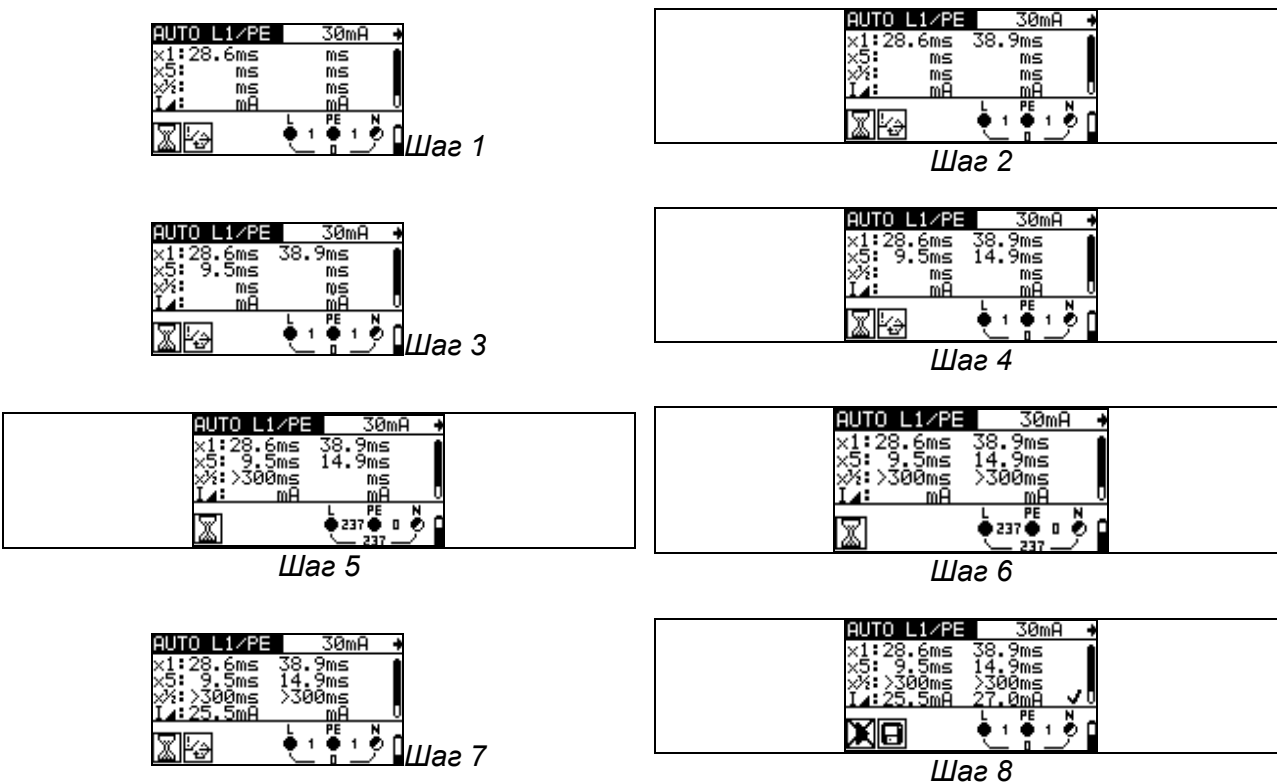 AUTO L1/PE 30mA
x1:28.6ms ms
x5: ms ms
x½: ms ms
I◢: mA mA
L PE N
1 1
0
Шаг 1
AUTO L1/PE 30mA
x1:28.6ms 38.9ms
x5: ms ms
x½: ms ms
I◢: mA mA
L PE N
1 1
0
Шаг 2
AUTO L1/PE 30mA
x1:28.6ms 38.9ms
x5: 9.5ms ms
x½: ms ms
I◢: mA mA
L PE N
1 1
0
Шаг 3
AUTO L1/PE 30mA
x1:28.6ms 38.9ms
x5: 9.5ms 14.9ms
x½: ms ms
I◢: mA mA
L PE N
1 1
0
Шаг 4
AUTO L1/PE 30mA
x1:28.6ms 38.9ms
x5: 9.5ms 14.9ms
x½:>300ms ms
I◢: mA mA
L PE N
237 0
237
Шаг 5
AUTO L1/PE 30mA
x1:28.6ms 38.9ms
x5: 9.5ms 14.9ms
x½:>300ms >300ms
I◢: mA mA
L PE N
237 0
237
Шаг 6
AUTO L1/PE 30mA
x1:28.6ms 38.9ms
x5: 9.5ms 14.9ms
x½:>300ms >300ms
I◢:25.5mA mA
L PE N
1 1
0
Шаг 7
AUTO L1/PE 30mA
x1:28.6ms 38.9ms
x5: 9.5ms 14.9ms
x½:>300ms >300ms
I◢:25.5mA 27.0mA ✓
L PE N
1 1
0
Шаг 8